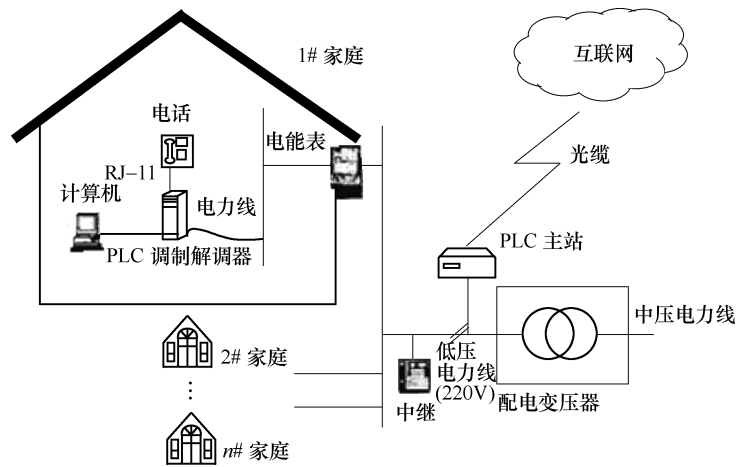 1# 家庭
互联网
电话
电能表
光缆
RJ–11
计算机
电力线
PLC 调制解调器
PLC 主站
中压电力线
低压
电力线
(220V)
2# 家庭
中继
配电变压器
n# 家庭